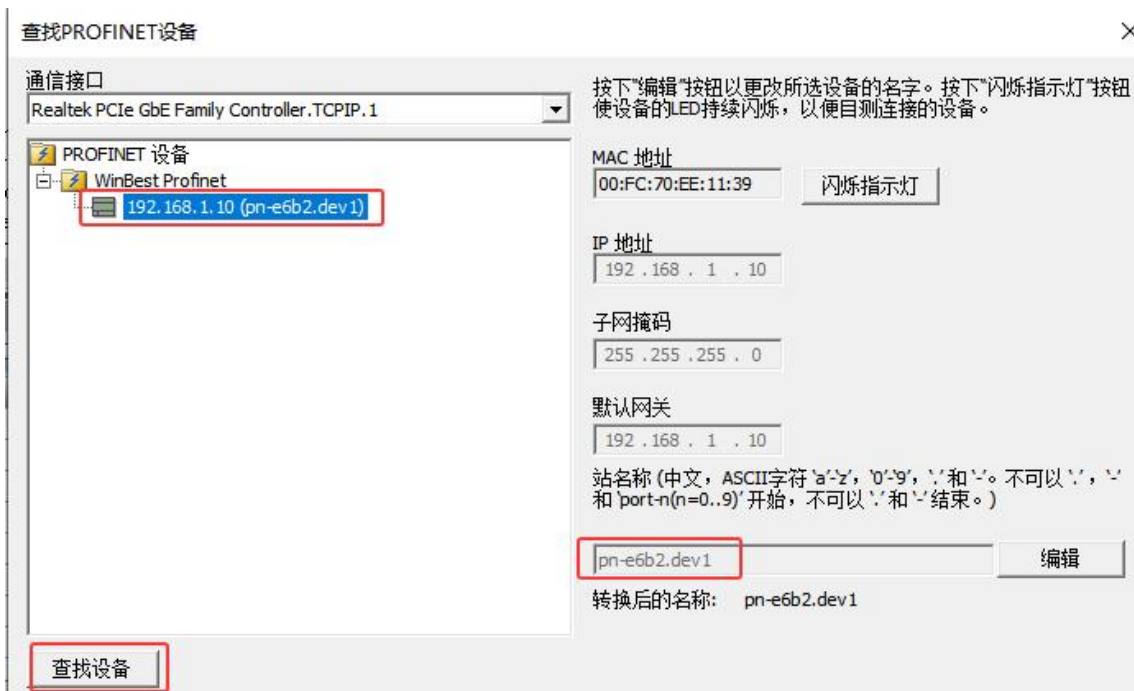 查找PROFINET设备
通信接口
Realtek PCIe GbE Family Controller.TCPIP.1
PROFINET 设备
WinBest Profinet
192.168.1.10 (pn-e6b2.dev1)
查找设备
按下"编辑"按钮以更改所选设备的名字。按下"闪烁指示灯"按钮
使设备的LED持续闪烁，以便目测连接的设备。
MAC 地址
00:FC:70:EE:11:39
闪烁指示灯
IP 地址
192 . 168 . 1 . 10
子网掩码
255 . 255 . 255 . 0
默认网关
192 . 168 . 1 . 10
站名称 (中文，ASCII字符 'a'-'z'，'0'-'9'，'.' 和 '-'。不可以 '.'，'-'
和 'port-n(n=0..9)' 开始，不可以 '.' 和 '-' 结束。)
pn-e6b2.dev1
编辑
转换后的名称: pn-e6b2.dev1